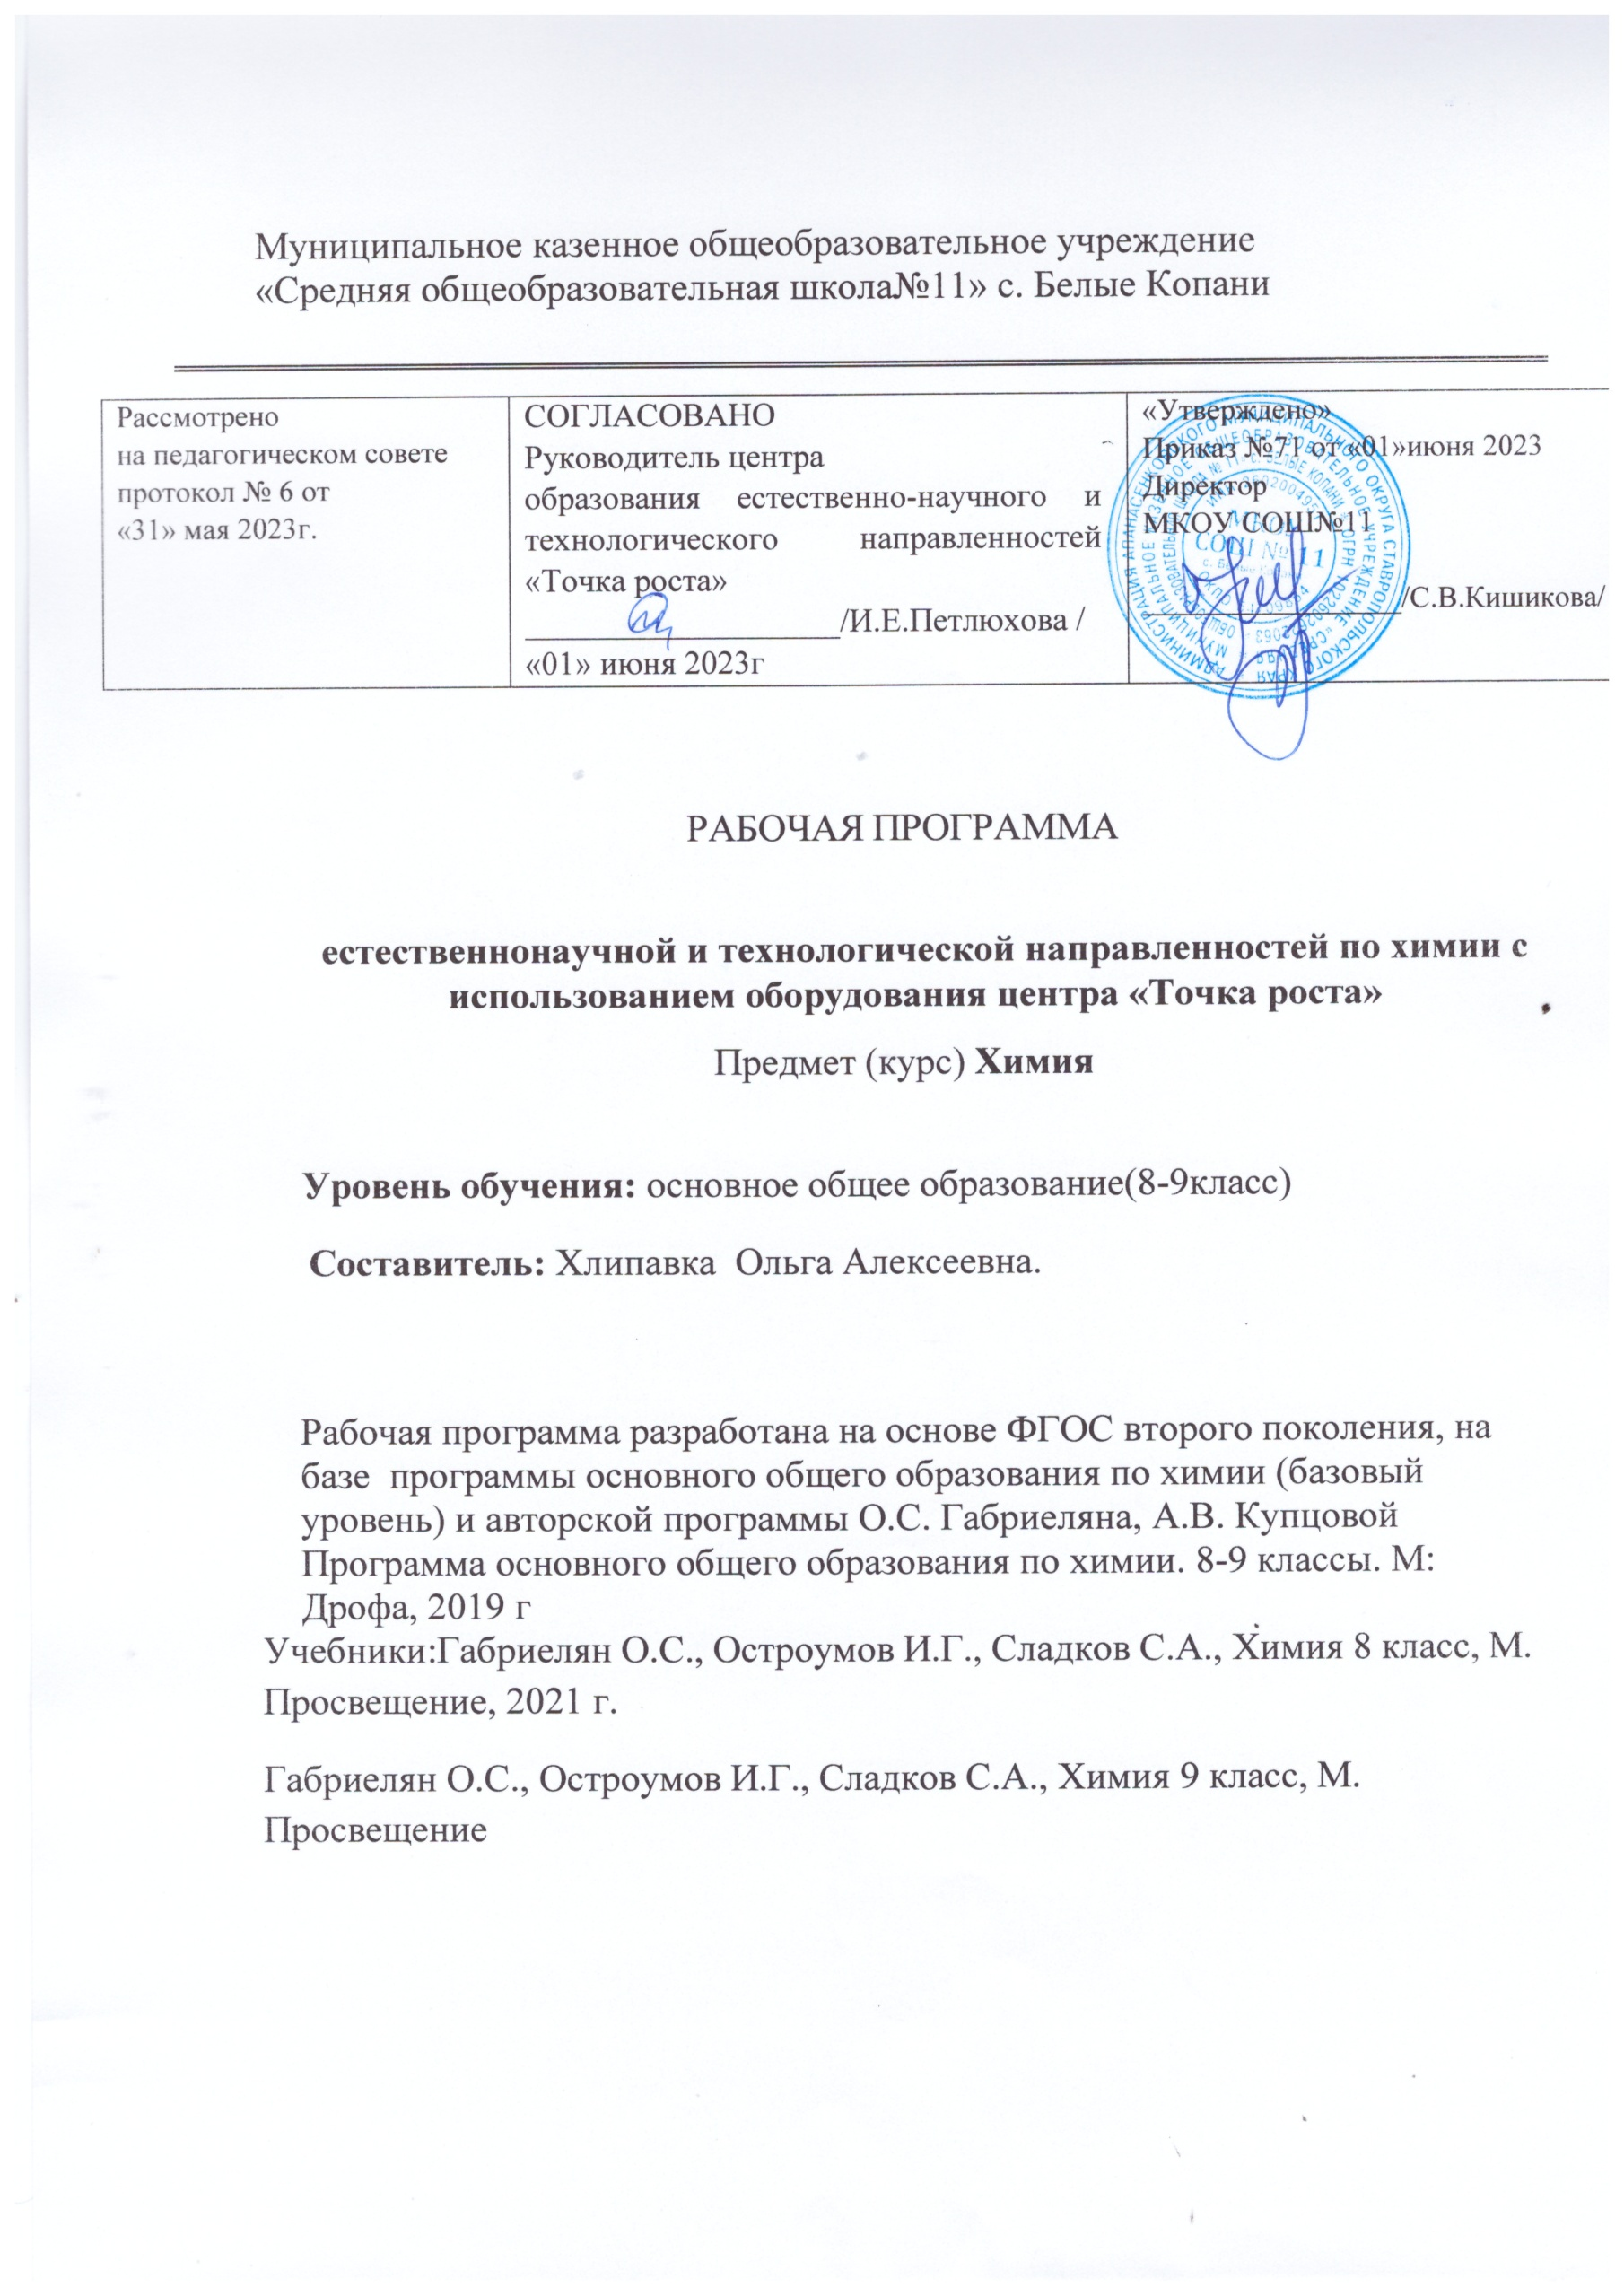 Муниципальное казенное общеобразовательное учреждение
«Средняя общеобразовательная школа№11» с. Белые Копани
Рассмотрено
на педагогическом совете
протокол № 6 от
«31» мая 2023г.
СОГЛАСОВАНО
Руководитель центра
образования естественно-научного и
технологического направленностей
«Точка роста»
/И.Е.Петлюхова /
«01» июня 2023г
«Утверждено»
Приказ №71 от «01»июня 2023
Директор
МКОУ СОШ№11
/С.В.Кишикова/
СОШ № 11
РАБОЧАЯ ПРОГРАММА
естественнонаучной и технологической направленностей по химии с
использованием оборудования центра «Точка роста»
Предмет (курс) Химия
Уровень обучения: основное общее образование(8-9класс)
Составитель: Хлипавка Ольга Алексеевна.
Рабочая программа разработана на основе ФГОС второго поколения, на
базе программы основного общего образования по химии (базовый
уровень) и авторской программы О.С. Габриеляна, А.В. Купцовой
Программа основного общего образования по химии. 8-9 классы. М:
Дрофа, 2019 г
Учебники:Габриелян О.С., Остроумов И.Г., Сладков С.А., Химия 8 класс, М.
Просвещение, 2021 г.
Габриелян О.С., Остроумов И.Г., Сладков С.А., Химия 9 класс, М.
Просвещение